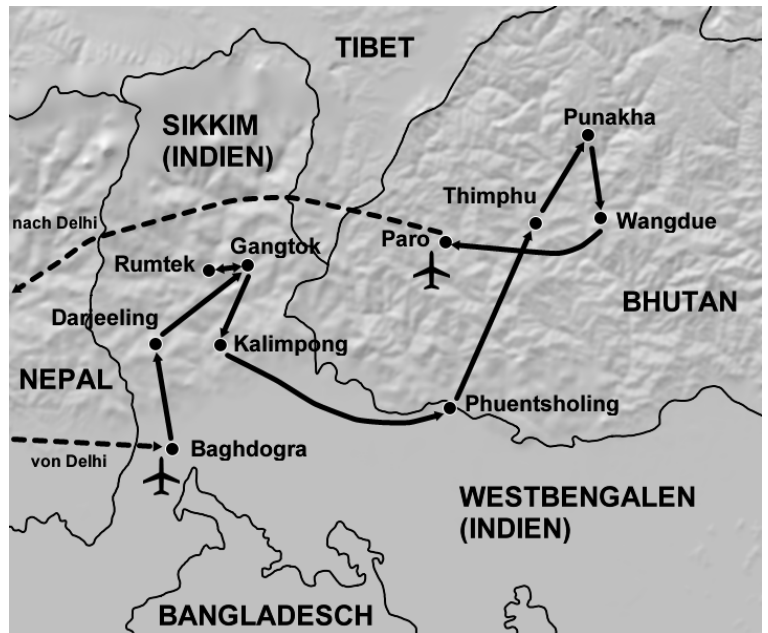 TIBET
SIKKIM
(INDIEN)
Punakha
Thimphu
nach Delhi
Gangtok
Paro
Wangdue
Rumtek
BHUTAN
Darjeeling
Kalimpong
NEPAL
Phuentsholing
Baghdogra
von Delhi
WESTBENGALEN
(INDIEN)
BANGLADESCH